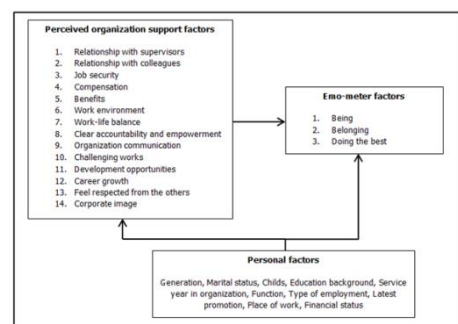 Perceived organization support factors
1. Relationship with supervisors
2. Relationship with colleagues
3. Job security
4. Compensation
5. Benefits
6. Work environment
7. Work-life balance
8. Clear accountability and empowerment
9. Organization communication
10. Challenging works
11. Development opportunities
12. Career growth
13. Feel respected from the others
14. Corporate image
Emo-meter factors
1. Being
2. Belonging
3. Doing the best
Personal factors
Generation, Marital status, Childs, Education background, Service
year in organization, Function, Type of employment, Latest
promotion, Place of work, Financial status